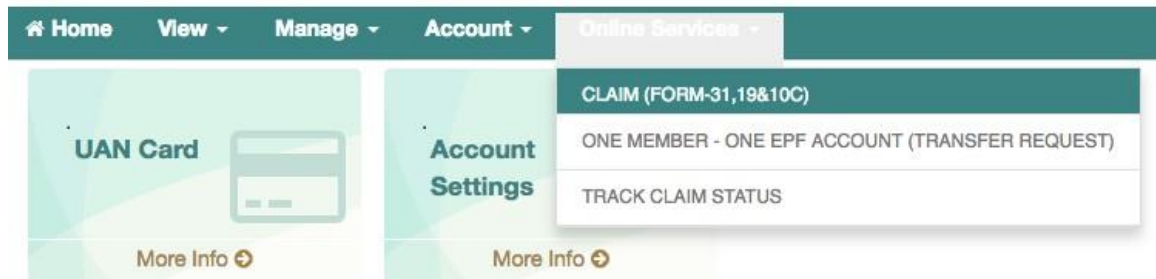 Home View Manage Account Online Services
CLAIM (FORM-31,19&10C)
ONE MEMBER - ONE EPF ACCOUNT (TRANSFER REQUEST)
TRACK CLAIM STATUS
UAN Card
More Info
Account
Settings
More Info